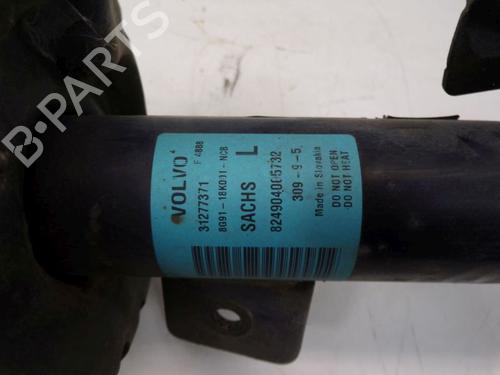 VOLVO F 4888
31277371
8G91-18K001-NCB
SACHS L
824904005732
309-9-5
Made in Slovakia
DO NOT OPEN
DO NOT HEAT
B-PARTS